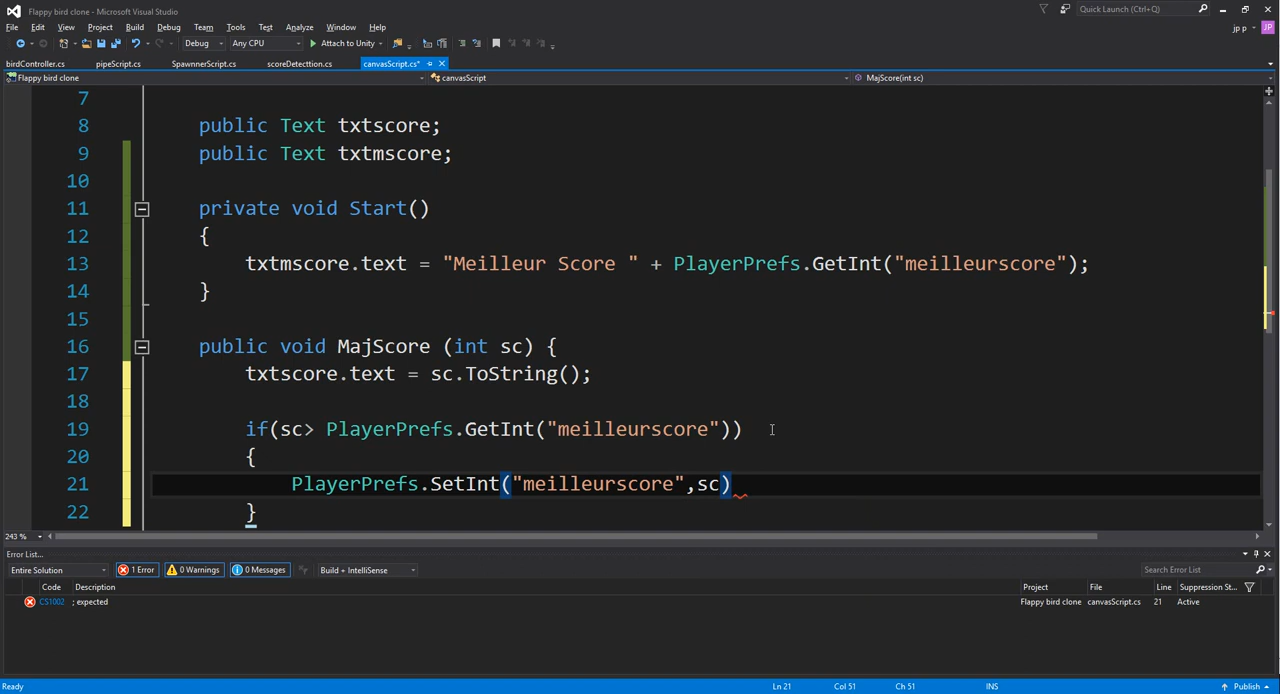 Flappy bird clone - Microsoft Visual Studio
Quick Launch (Ctrl+Q)
File Edit View Project Build Debug Team Tools Test Analyze Window Help
jp p JP
Debug Any CPU Attach to Unity
birdController.cs pipeScript.cs SpawnnerScript.cs scoreDetecttion.cs canvasScript.cs*
Flappy bird clone canvasScript MajScore(int sc)
7
8 public Text txtscore;
9 public Text txtmscore;
10
11 private void Start()
12 {
13 txtmscore.text = "Meilleur Score " + PlayerPrefs.GetInt("meilleurscore");
14 }
15
16 public void MajScore (int sc) {
17 txtscore.text = sc.ToString();
18
19 if(sc> PlayerPrefs.GetInt("meilleurscore"))
20 {
21 PlayerPrefs.SetInt("meilleurscore",sc)
22 }
243 %
Error List...
Entire Solution 1 Error 0 Warnings 0 Messages Build + IntelliSense Search Error List
Code Description Project File Line Suppression St...
CS1002 ; expected Flappy bird clone canvasScript.cs 21 Active
Ready Ln 21 Col 51 Ch 51 INS Publish